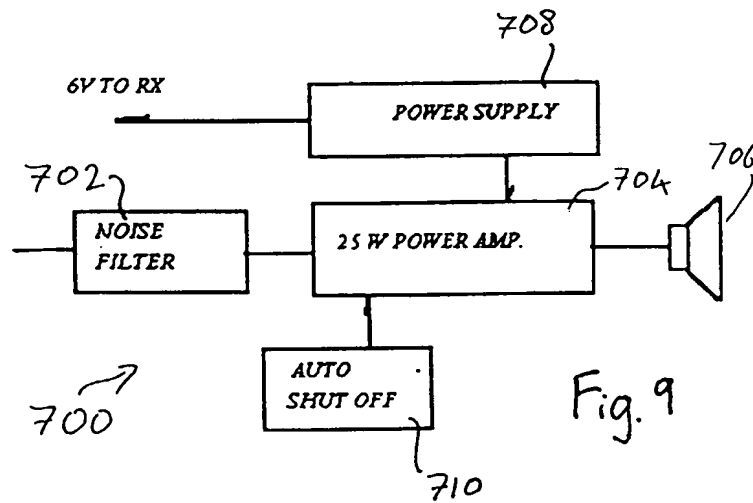 708
6V TO RX
POWER SUPPLY
702
704
706
NOISE
FILTER
25 W POWER AMP.
AUTO
SHUT OFF
700
710
Fig. 9